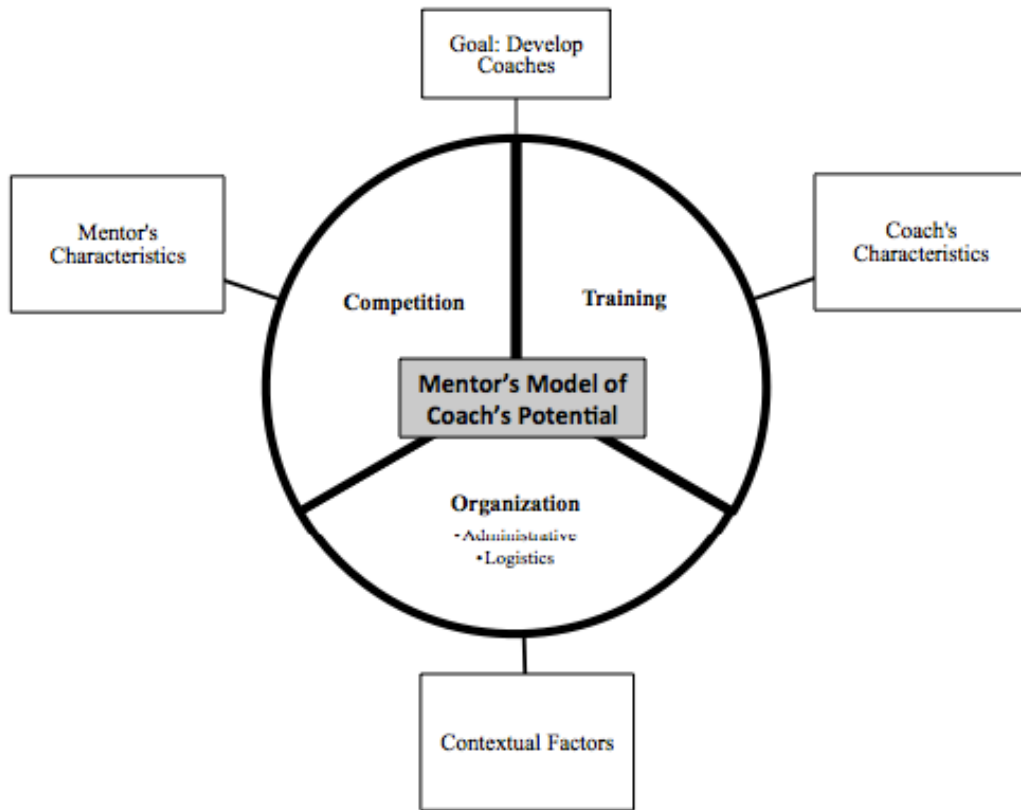 Goal: Develop
Coaches
Mentor's
Characteristics
Coach's
Characteristics
Competition
Training
Mentor's Model of
Coach's Potential
Organization
•Administrative
•Logistics
Contextual Factors